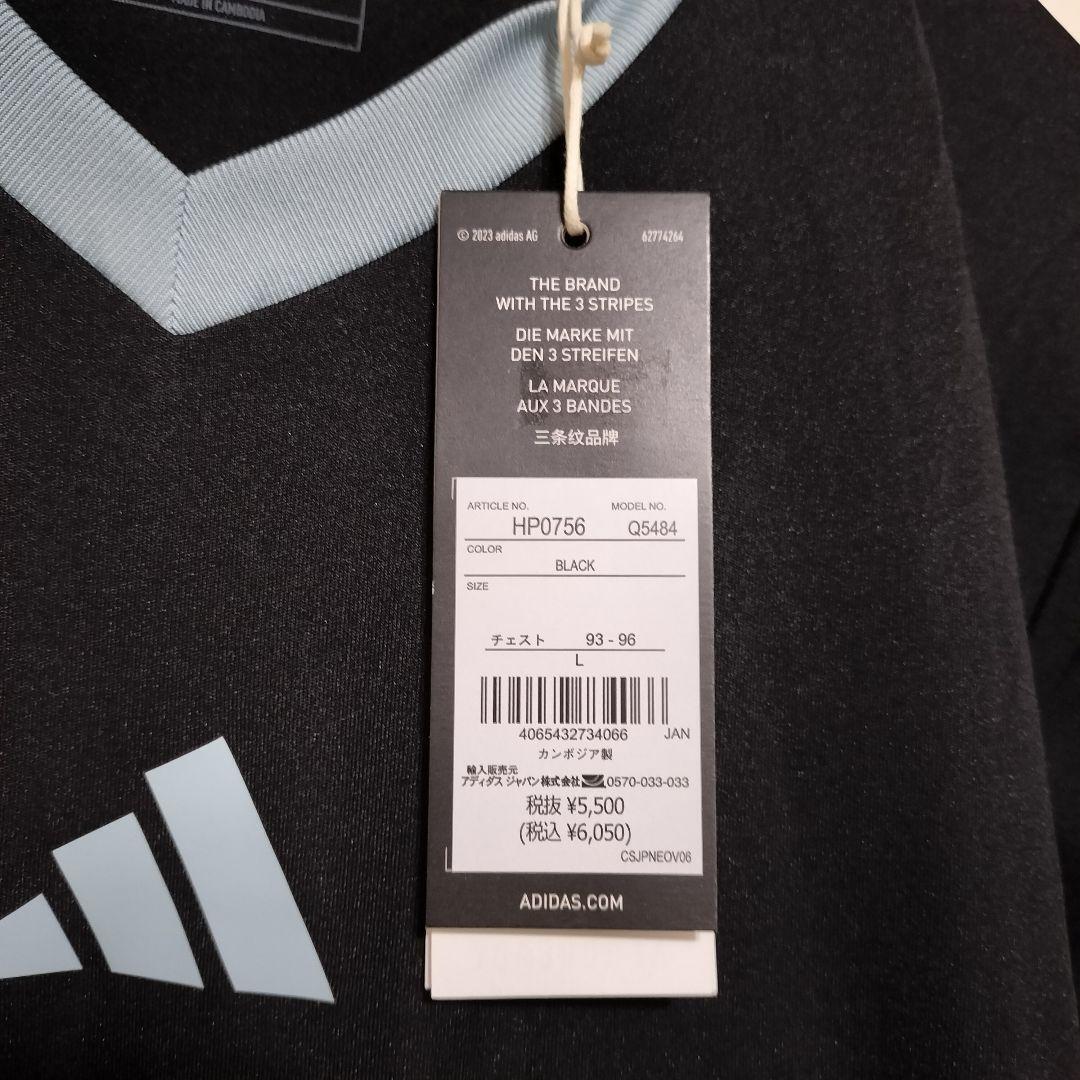 MADE IN CAMBODIA
© 2023 adidas AG
62774264
THE BRAND
WITH THE 3 STRIPES
DIE MARKE MIT
DEN 3 STREIFEN
LA MARQUE
AUX 3 BANDES
三条纹品牌
ARTICLE NO. MODEL NO.
HP0756 Q5484
COLOR
BLACK
SIZE
チェスト 93 - 96
L
4065432734066 JAN
カンボジア製
輸入販売元
アディダス ジャパン株式会社 0570-033-033
税抜 ¥5,500
(税込 ¥6,050)
CSJPNEOV06
ADIDAS.COM